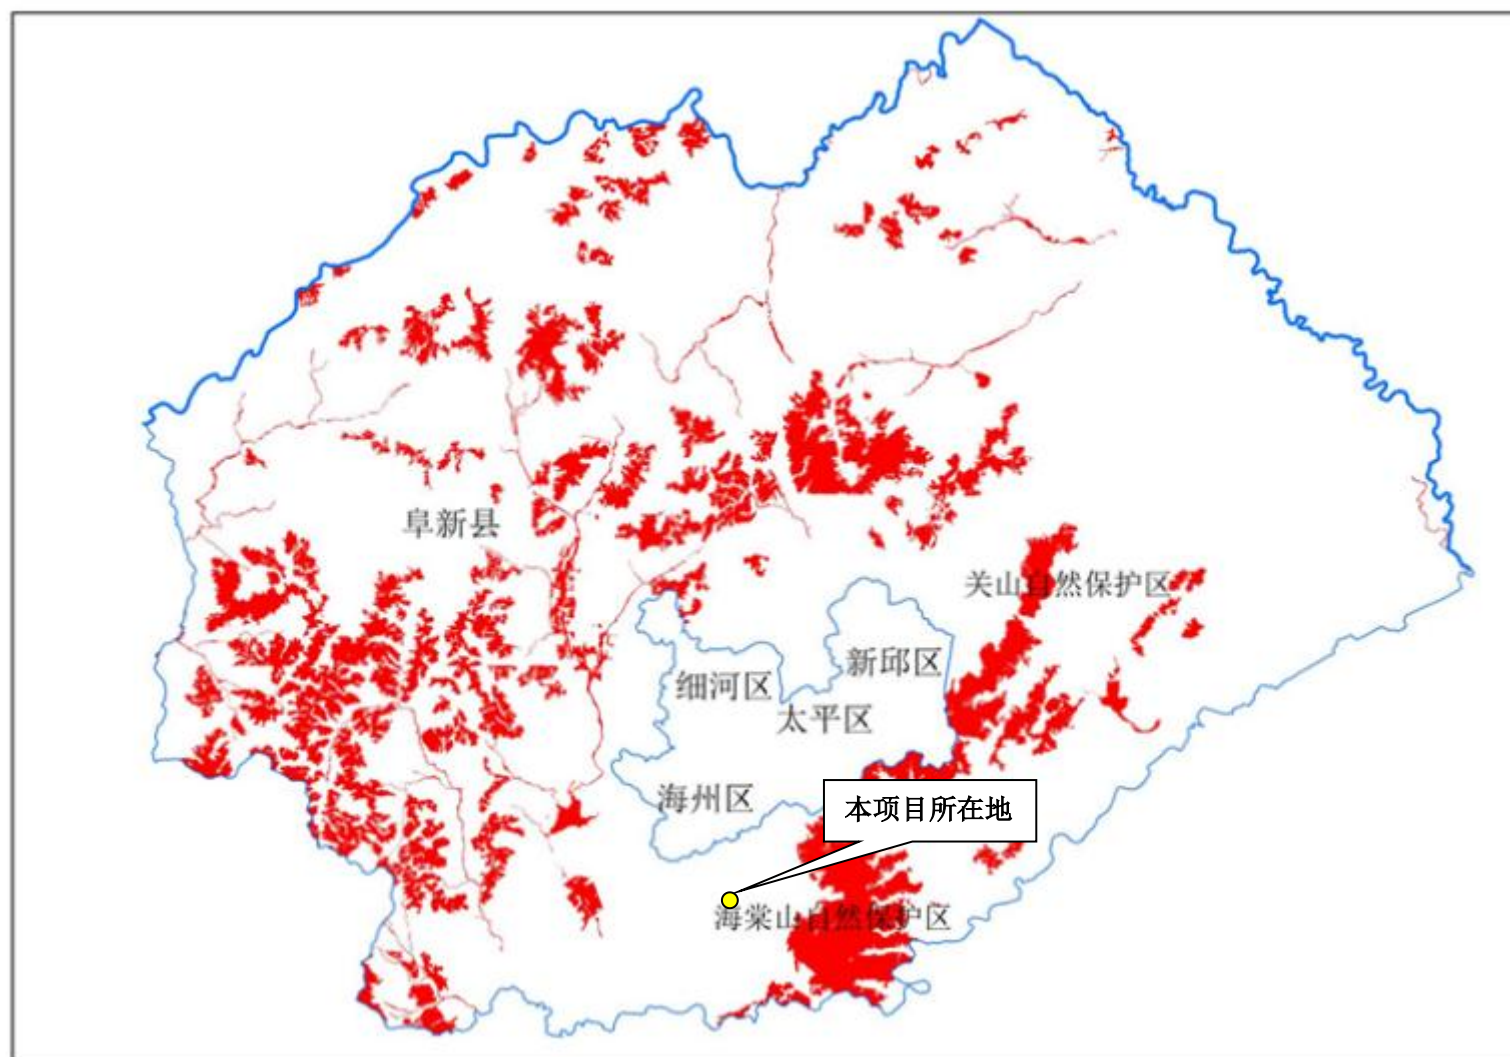 阜新县
关山自然保护区
新邱区
细河区
太平区
海州区
本项目所在地
海棠山自然保护区